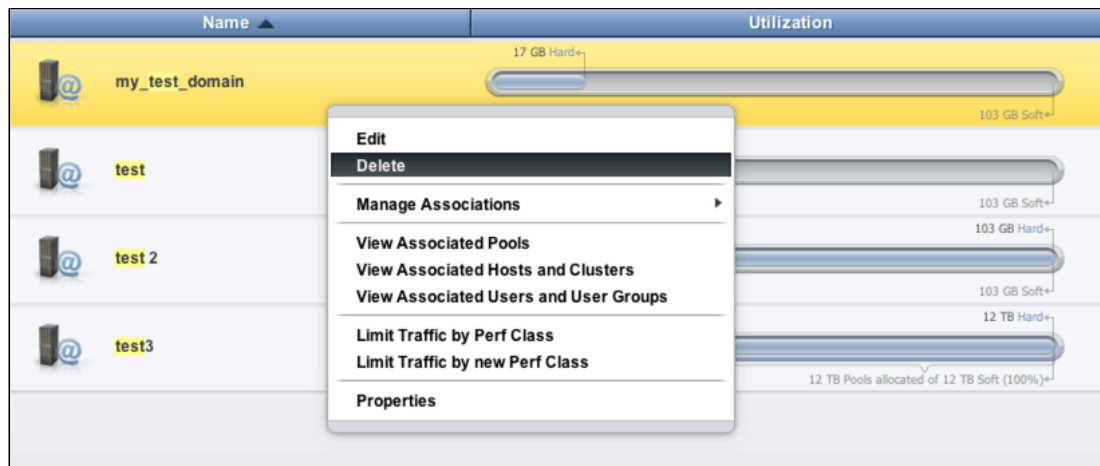 Name Utilization
17 GB Hard
my_test_domain
103 GB Soft
Edit
Delete
test
Manage Associations
103 GB Soft
103 GB Hard
View Associated Pools
test 2
View Associated Hosts and Clusters
103 GB Soft
View Associated Users and User Groups
12 TB Hard
Limit Traffic by Perf Class
test3
Limit Traffic by new Perf Class
12 TB Pools allocated of 12 TB Soft (100%)
Properties